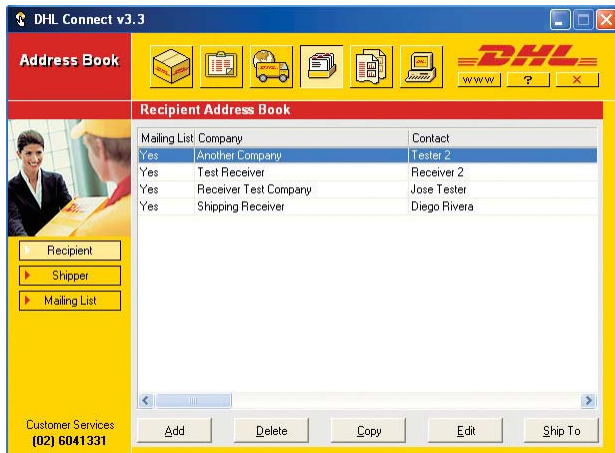 DHL Connect v3.3
Address Book
DHL
www ? X
Recipient Address Book
Mailing List Company Contact
Yes Another Company Tester 2
Yes Test Receiver Receiver 2
Yes Receiver Test Company Jose Tester
Yes Shipping Receiver Diego Rivera
Recipient
Shipper
Mailing List
Customer Services
(02) 6041331
Add Delete Copy Edit Ship To